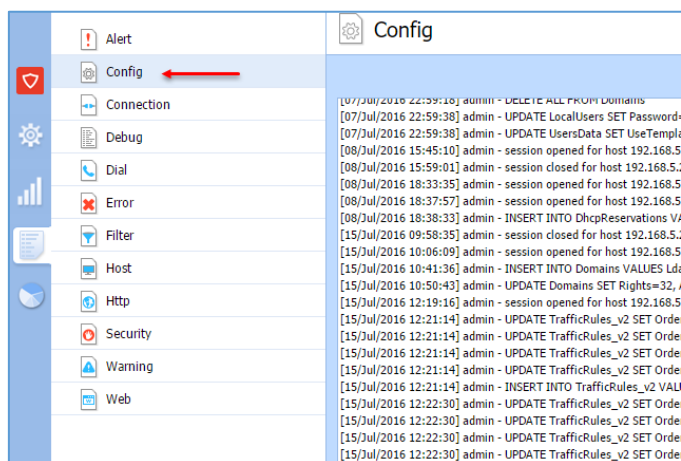 Alert
Config
Connection
Debug
Dial
Error
Filter
Host
Http
Security
Warning
Web
Config
[07/Jul/2016 22:59:18] admin - DELETE ALL FROM Domains
[07/Jul/2016 22:59:38] admin - UPDATE LocalUsers SET Password=
[07/Jul/2016 22:59:38] admin - UPDATE UsersData SET UseTempla
[08/Jul/2016 15:45:10] admin - session opened for host 192.168.5
[08/Jul/2016 15:59:01] admin - session closed for host 192.168.5.2
[08/Jul/2016 18:33:35] admin - session opened for host 192.168.5
[08/Jul/2016 18:37:57] admin - session opened for host 192.168.5
[08/Jul/2016 18:38:33] admin - INSERT INTO DhcpReservations VA
[15/Jul/2016 09:58:35] admin - session closed for host 192.168.5.2
[15/Jul/2016 10:06:09] admin - session opened for host 192.168.5
[15/Jul/2016 10:41:36] admin - INSERT INTO Domains VALUES Lda
[15/Jul/2016 10:50:43] admin - UPDATE Domains SET Rights=32, A
[15/Jul/2016 12:19:16] admin - session opened for host 192.168.5
[15/Jul/2016 12:21:14] admin - UPDATE TrafficRules_v2 SET Orde
[15/Jul/2016 12:21:14] admin - UPDATE TrafficRules_v2 SET Orde
[15/Jul/2016 12:21:14] admin - UPDATE TrafficRules_v2 SET Orde
[15/Jul/2016 12:21:14] admin - UPDATE TrafficRules_v2 SET Orde
[15/Jul/2016 12:21:14] admin - INSERT INTO TrafficRules_v2 VALU
[15/Jul/2016 12:22:30] admin - UPDATE TrafficRules_v2 SET Orde
[15/Jul/2016 12:22:30] admin - UPDATE TrafficRules_v2 SET Orde
[15/Jul/2016 12:22:30] admin - UPDATE TrafficRules_v2 SET Orde
[15/Jul/2016 12:22:30] admin - UPDATE TrafficRules_v2 SET Orde